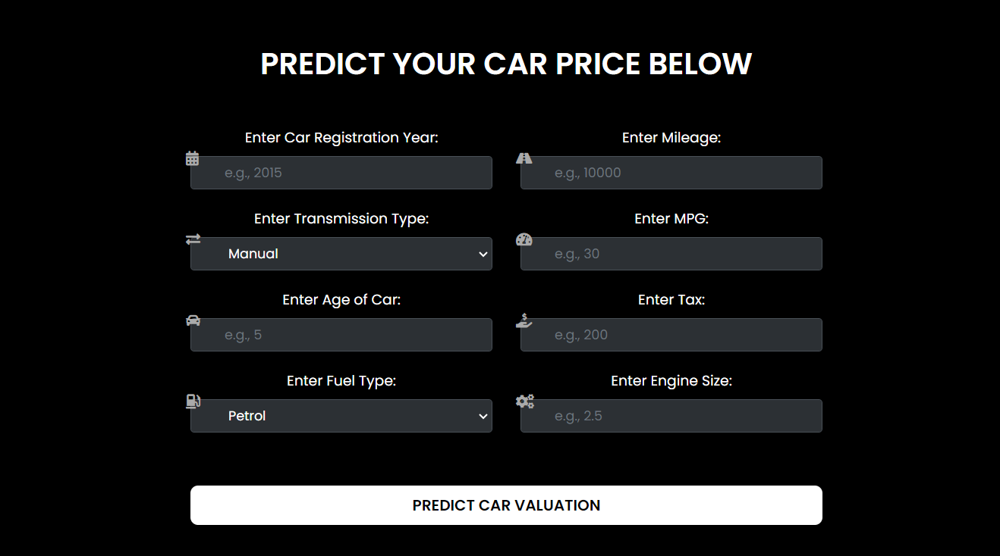 PREDICT YOUR CAR PRICE BELOW
Enter Car Registration Year:
e.g., 2015
Enter Mileage:
e.g., 10000
Enter Transmission Type:
Manual
Enter MPG:
e.g., 30
Enter Age of Car:
e.g., 5
Enter Tax:
e.g., 200
Enter Fuel Type:
Petrol
Enter Engine Size:
e.g., 2.5
PREDICT CAR VALUATION